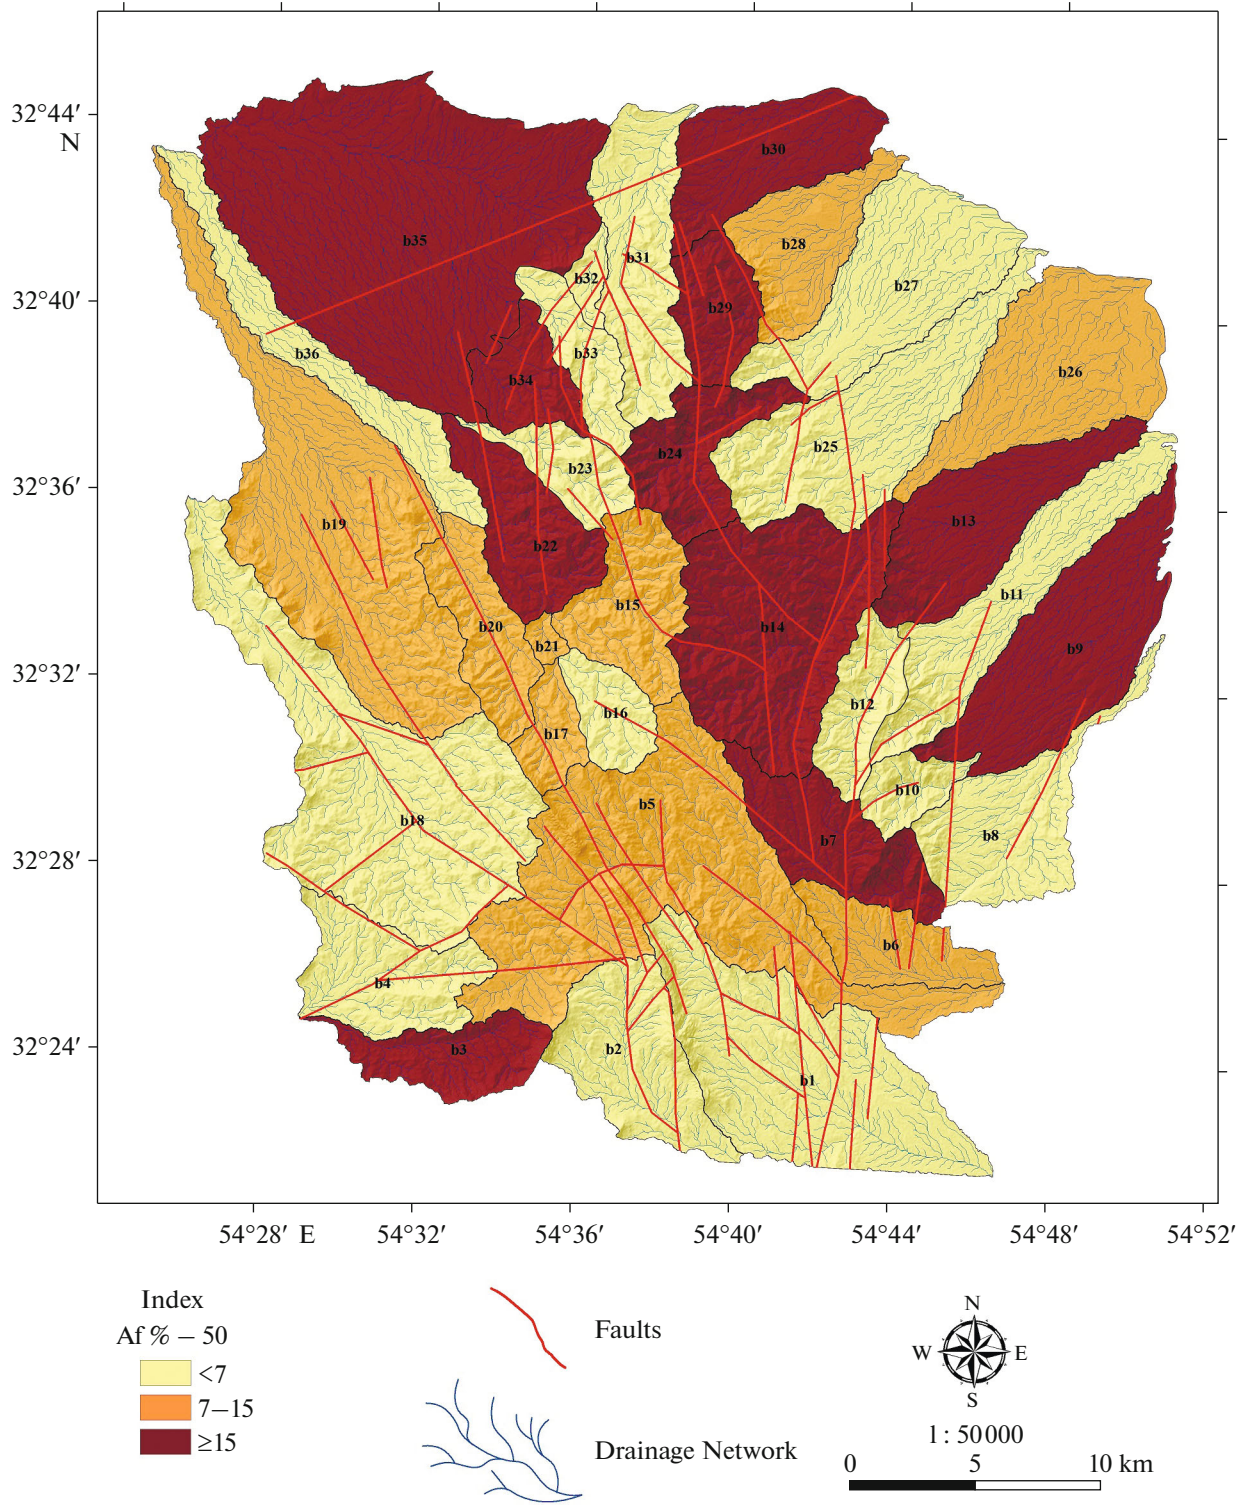 32°44′
N
32°40′
32°36′
32°32′
32°28′
32°24′
b30
b35
b28
b31
b32
b27
b29
b36
b33
b34
b26
b25
b24
b23
b19
b13
b22
b11
b15
b20
b14
b21
b9
b12
b16
b17
b10
b5
b18
b8
b7
b6
b4
b3
b2
b1
54°28′ E
54°32′
54°36′
54°40′
54°44′
54°48′
54°52′
Index
Af % – 50
<7
7–15
≥15
Faults
Drainage Network
N
W
E
S
1 : 50 000
0
5
10 km